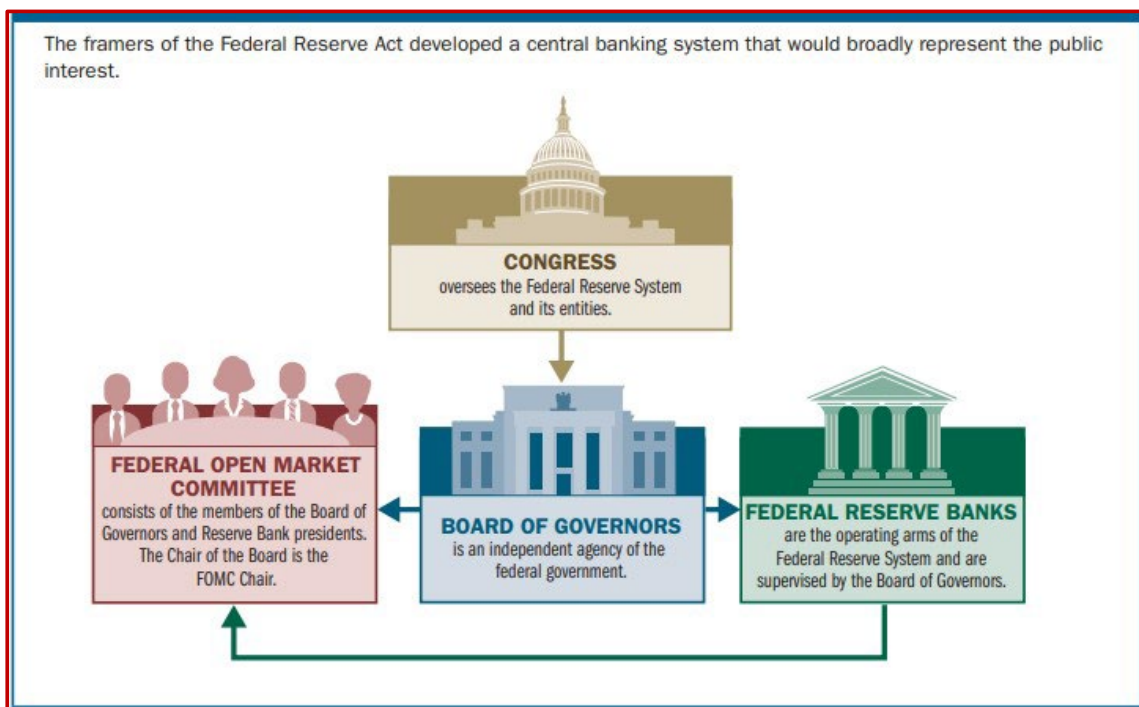 The framers of the Federal Reserve Act developed a central banking system that would broadly represent the public
interest.
CONGRESS
oversees the Federal Reserve System
and its entities.
FEDERAL OPEN MARKET
COMMITTEE
consists of the members of the Board of
Governors and Reserve Bank presidents.
The Chair of the Board is the
FOMC Chair.
BOARD OF GOVERNORS
is an independent agency of the
federal government.
FEDERAL RESERVE BANKS
are the operating arms of the
Federal Reserve System and are
supervised by the Board of Governors.